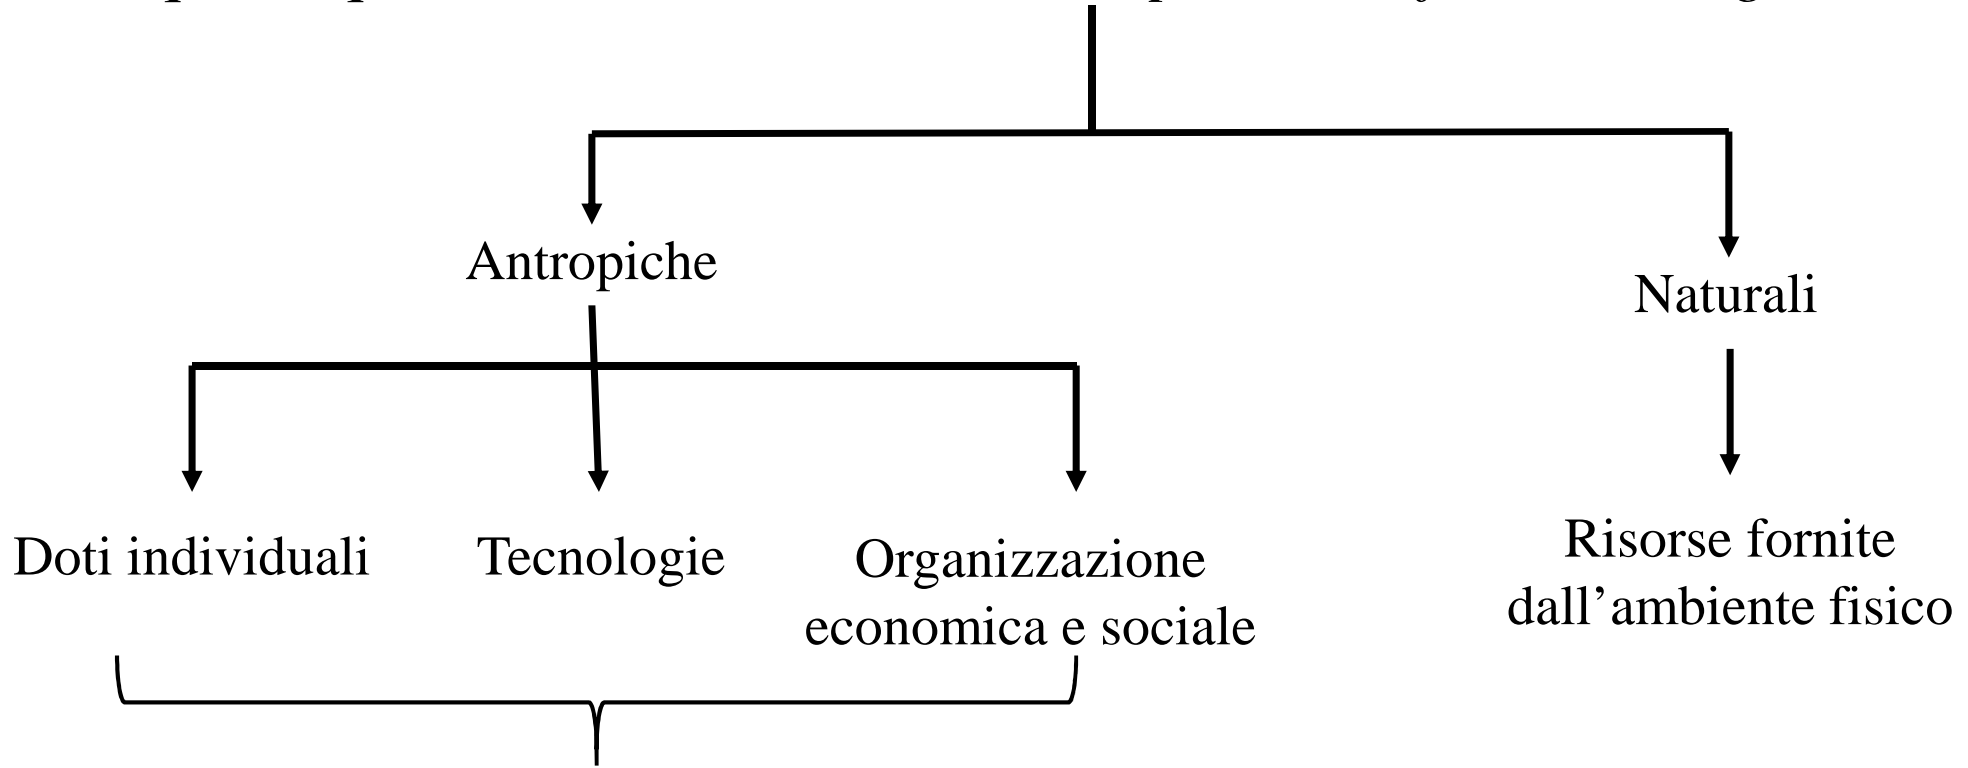 Antropiche
Naturali
Doti individuali
Tecnologie
Organizzazione
economica e sociale
Risorse fornite
dall’ambiente fisico